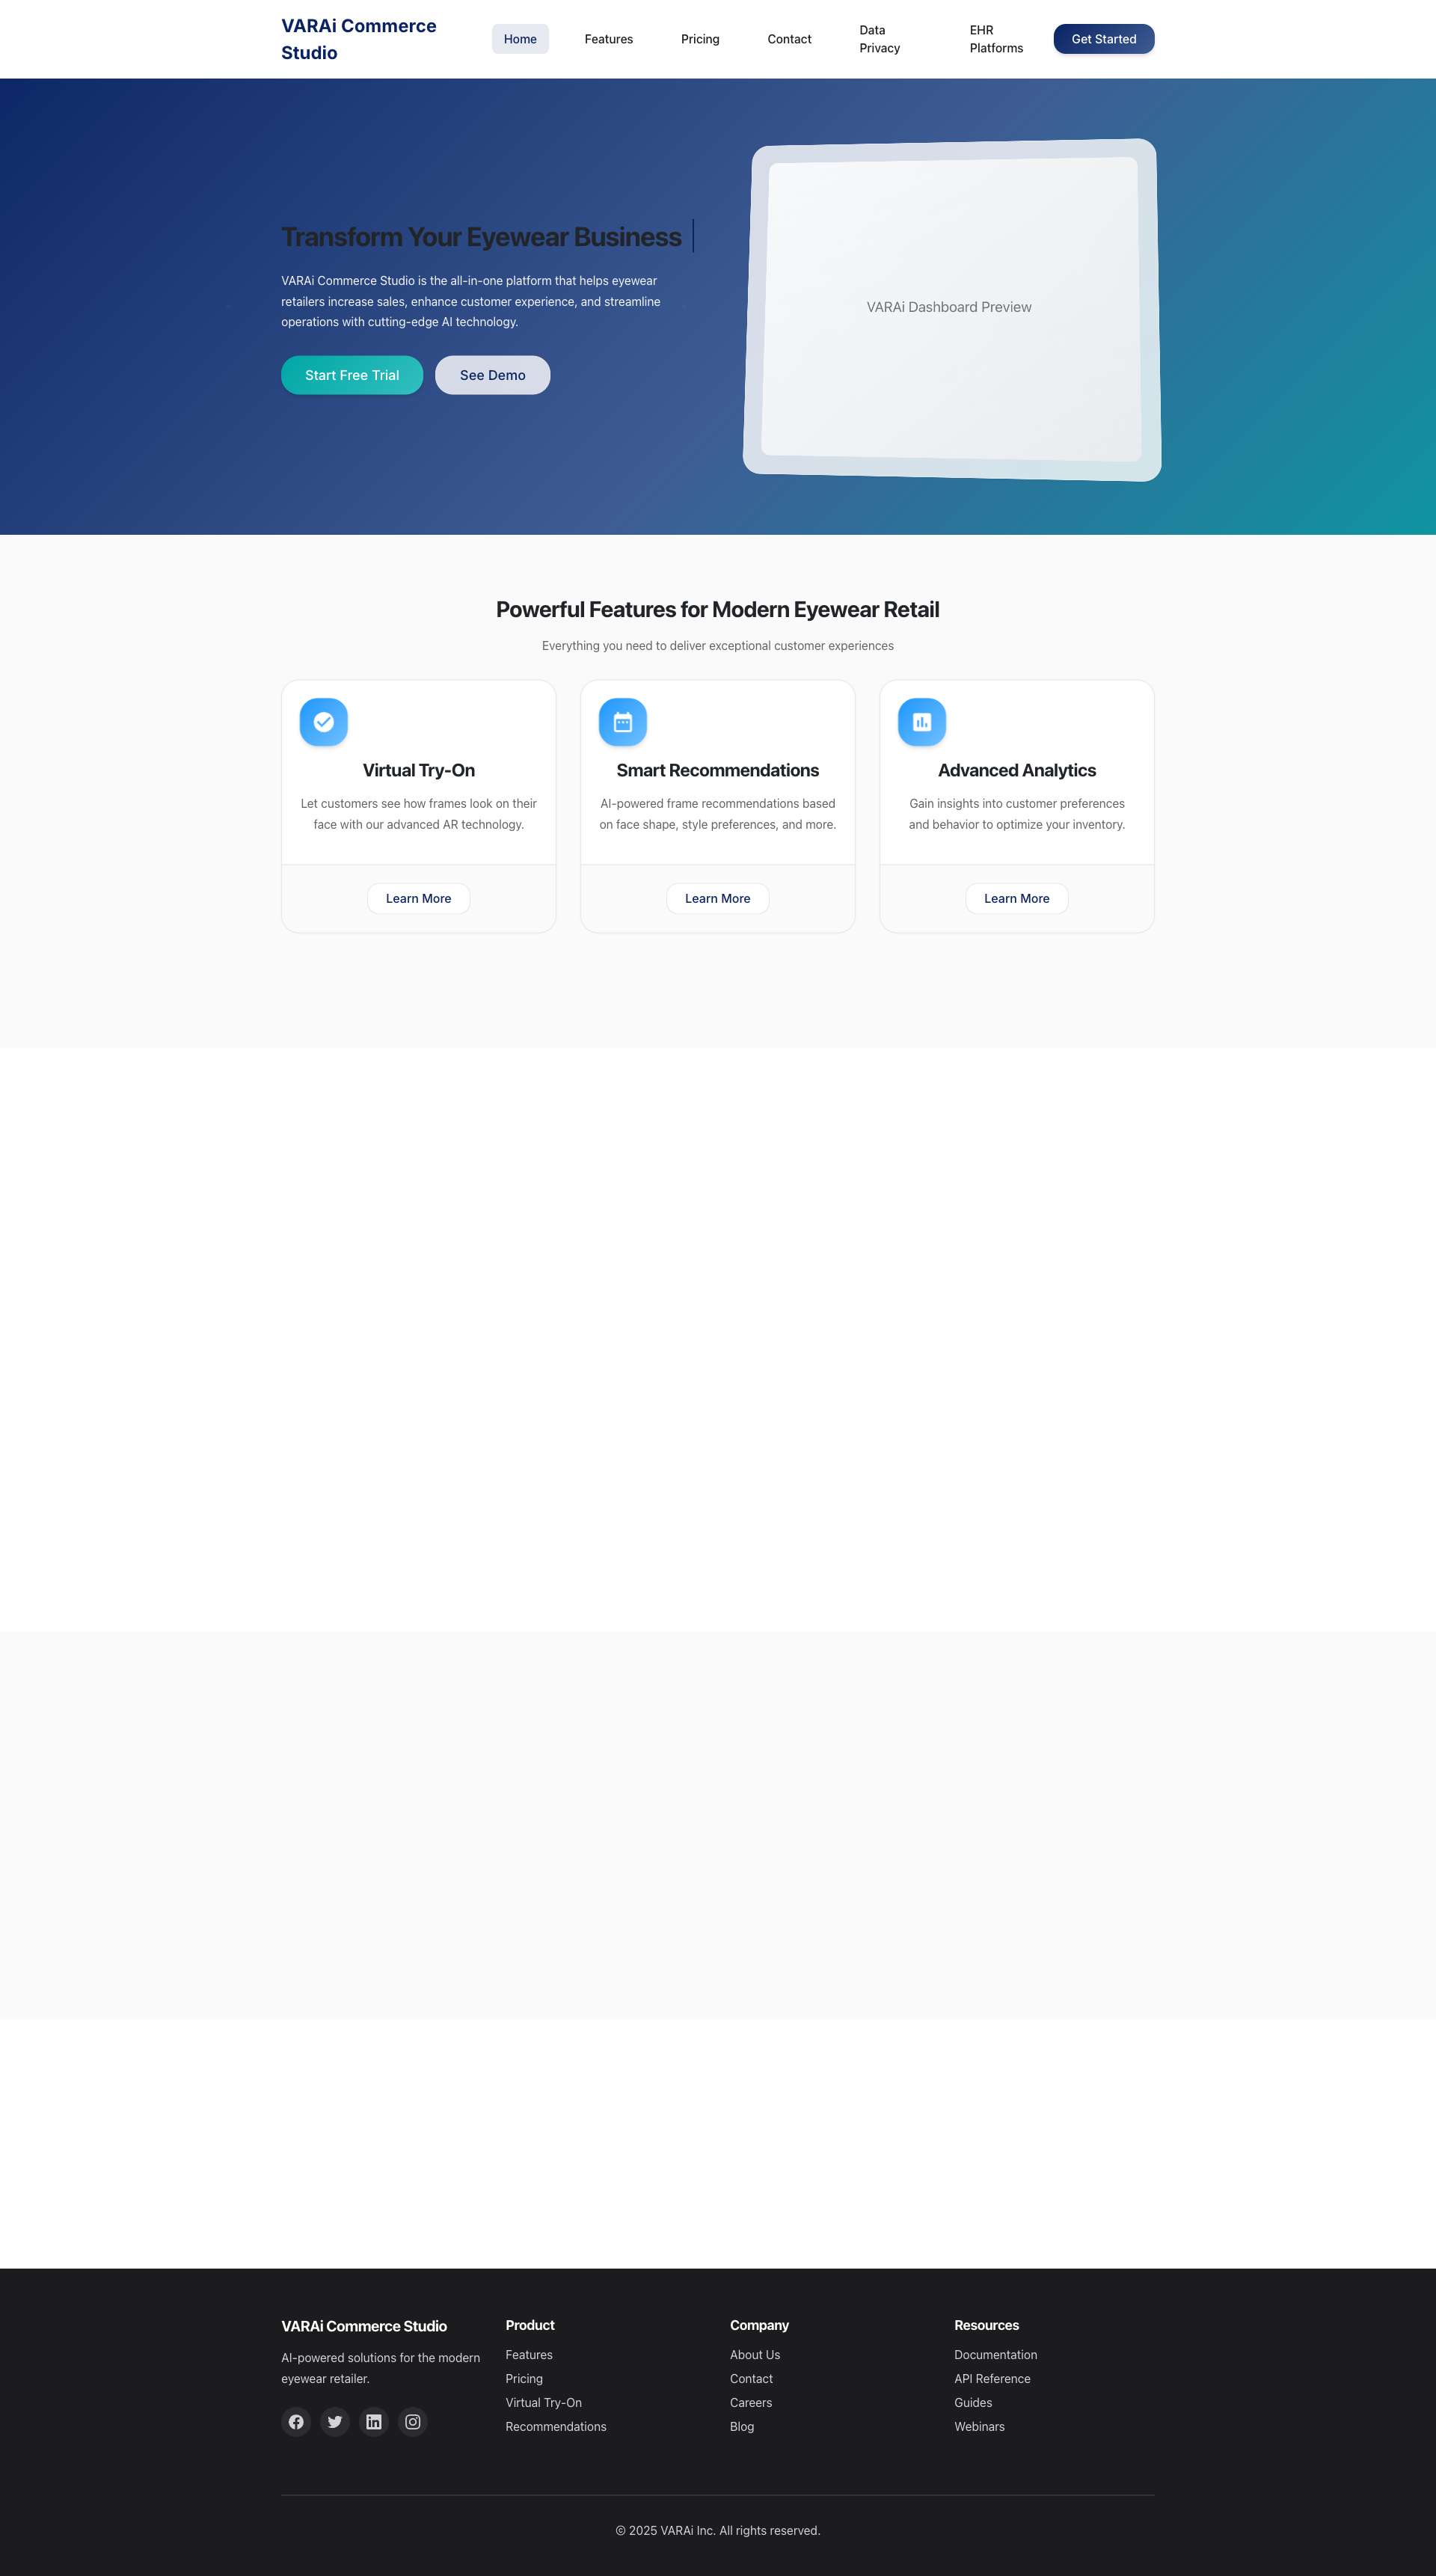 VARAi Commerce
Studio
Home
Features
Pricing
Contact
Data
Privacy
EHR
Platforms
Get Started
Transform Your Eyewear Business
VARAi Commerce Studio is the all-in-one platform that helps eyewear
retailers increase sales, enhance customer experience, and streamline
operations with cutting-edge AI technology.
Start Free Trial
See Demo
VARAi Dashboard Preview
Powerful Features for Modern Eyewear Retail
Everything you need to deliver exceptional customer experiences
Virtual Try-On
Let customers see how frames look on their
face with our advanced AR technology.
Learn More
Smart Recommendations
AI-powered frame recommendations based
on face shape, style preferences, and more.
Learn More
Advanced Analytics
Gain insights into customer preferences
and behavior to optimize your inventory.
Learn More
VARAi Commerce Studio
AI-powered solutions for the modern
eyewear retailer.
Product
Features
Pricing
Virtual Try-On
Recommendations
Company
About Us
Contact
Careers
Blog
Resources
Documentation
API Reference
Guides
Webinars
© 2025 VARAi Inc. All rights reserved.